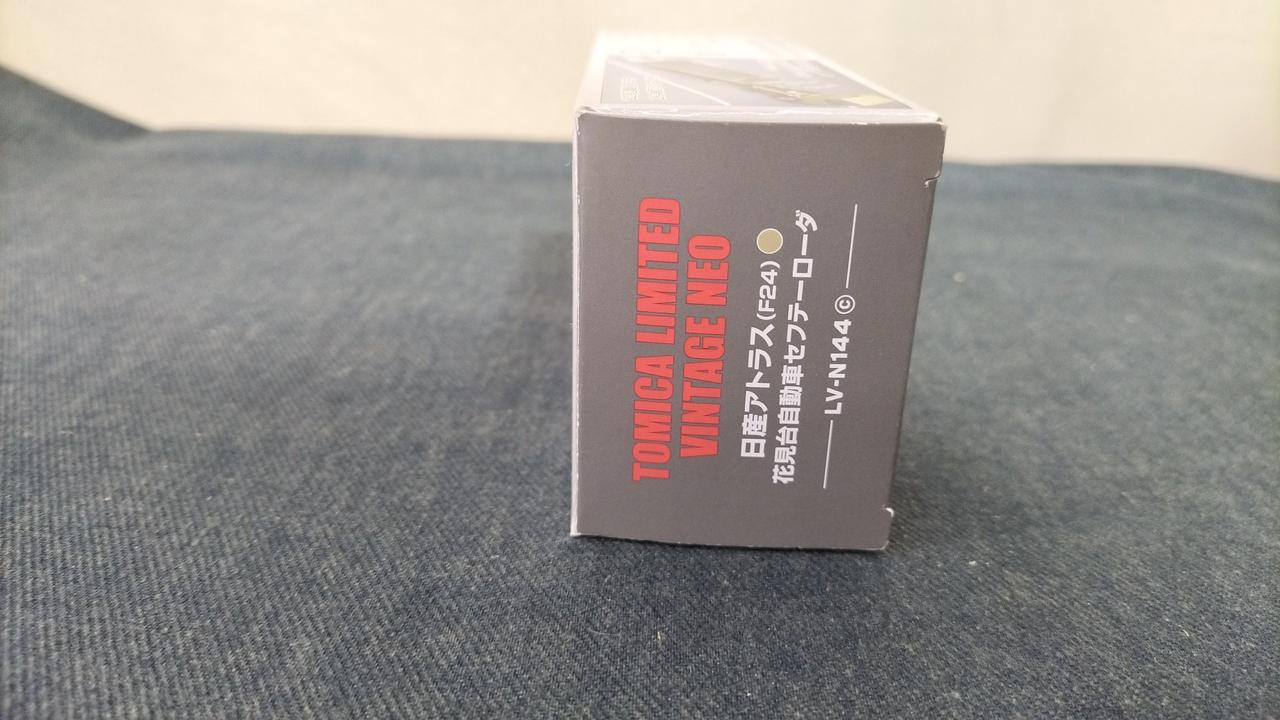 TOMICA LIMITED
VINTAGE NEO
日産アトラス(F24)
花見台自動車セフテーローダ
LV-N144 ©